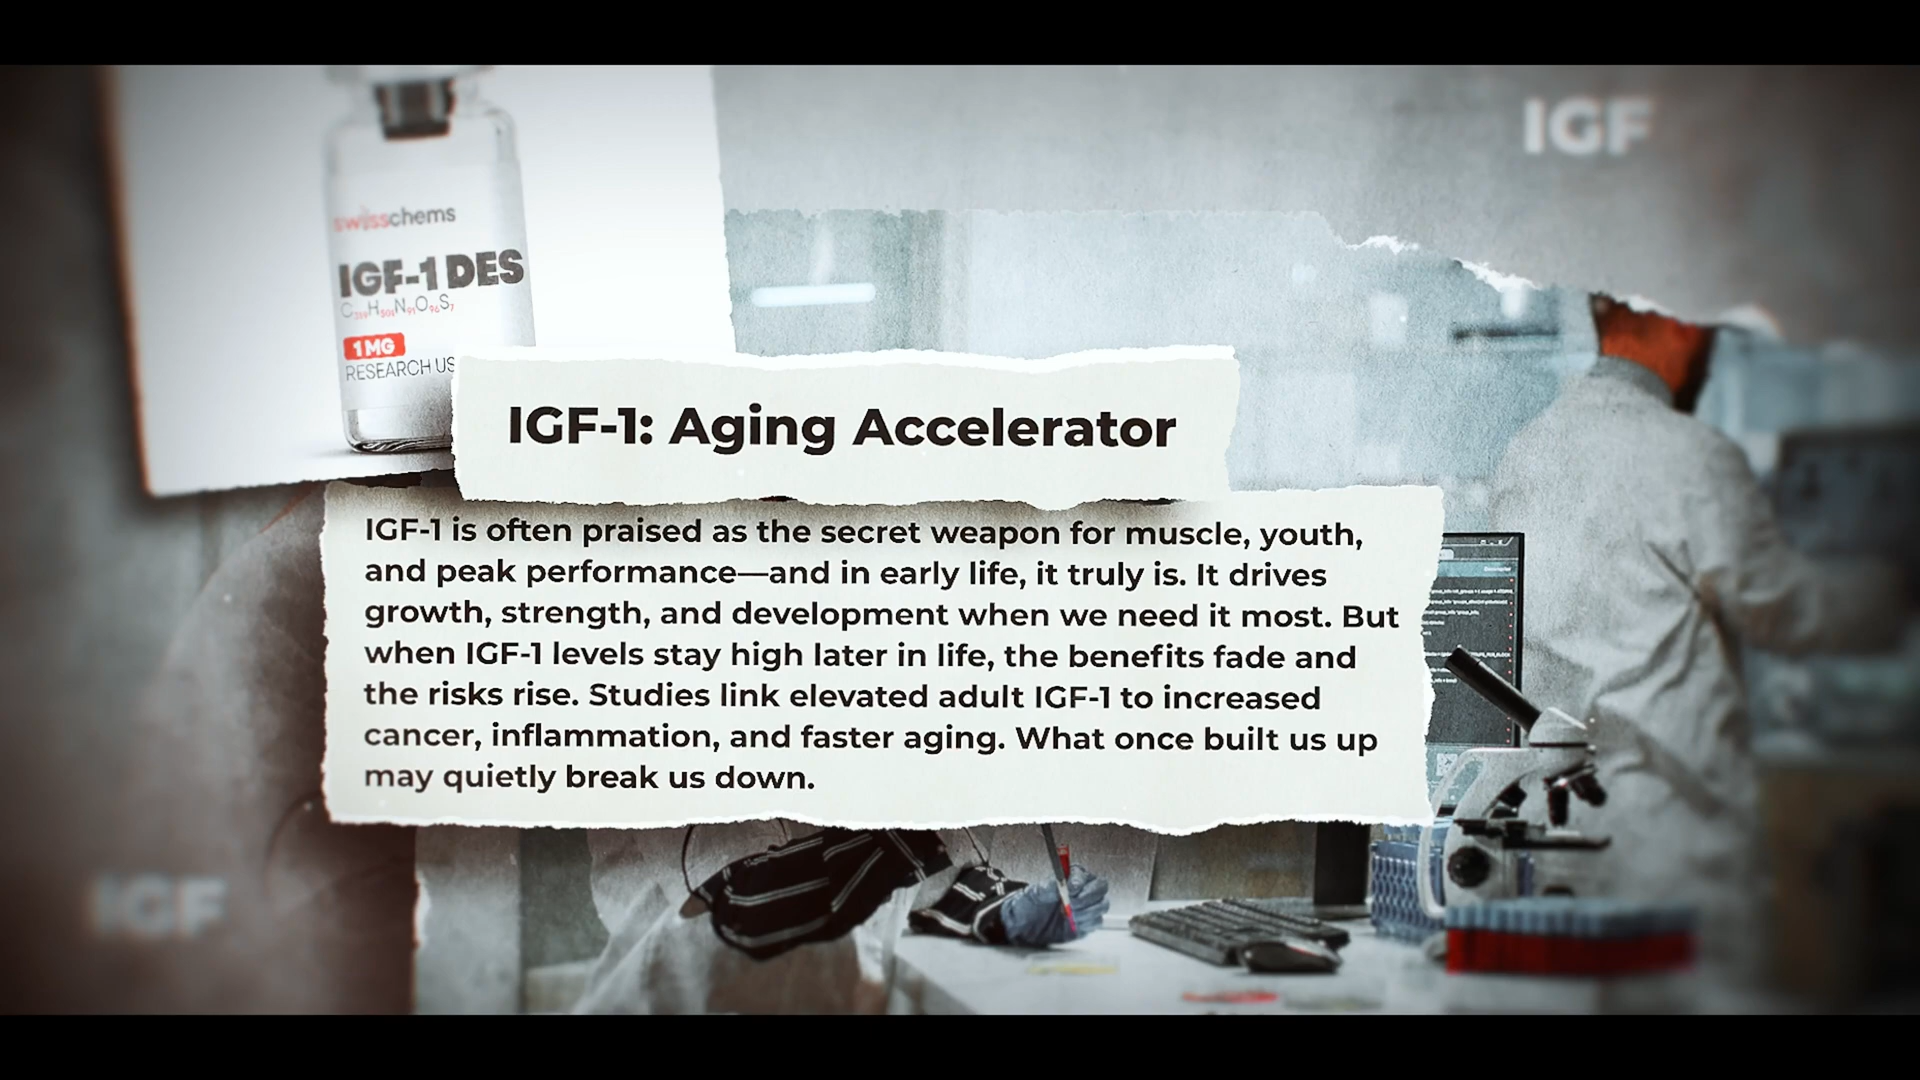 IGF
swisschems
IGF-1 DES
1 MG
RESEARCH US
IGF-1: Aging Accelerator
IGF-1 is often praised as the secret weapon for muscle, youth,
and peak performance—and in early life, it truly is. It drives
growth, strength, and development when we need it most. But
when IGF-1 levels stay high later in life, the benefits fade and
the risks rise. Studies link elevated adult IGF-1 to increased
cancer, inflammation, and faster aging. What once built us up
may quietly break us down.
IGF